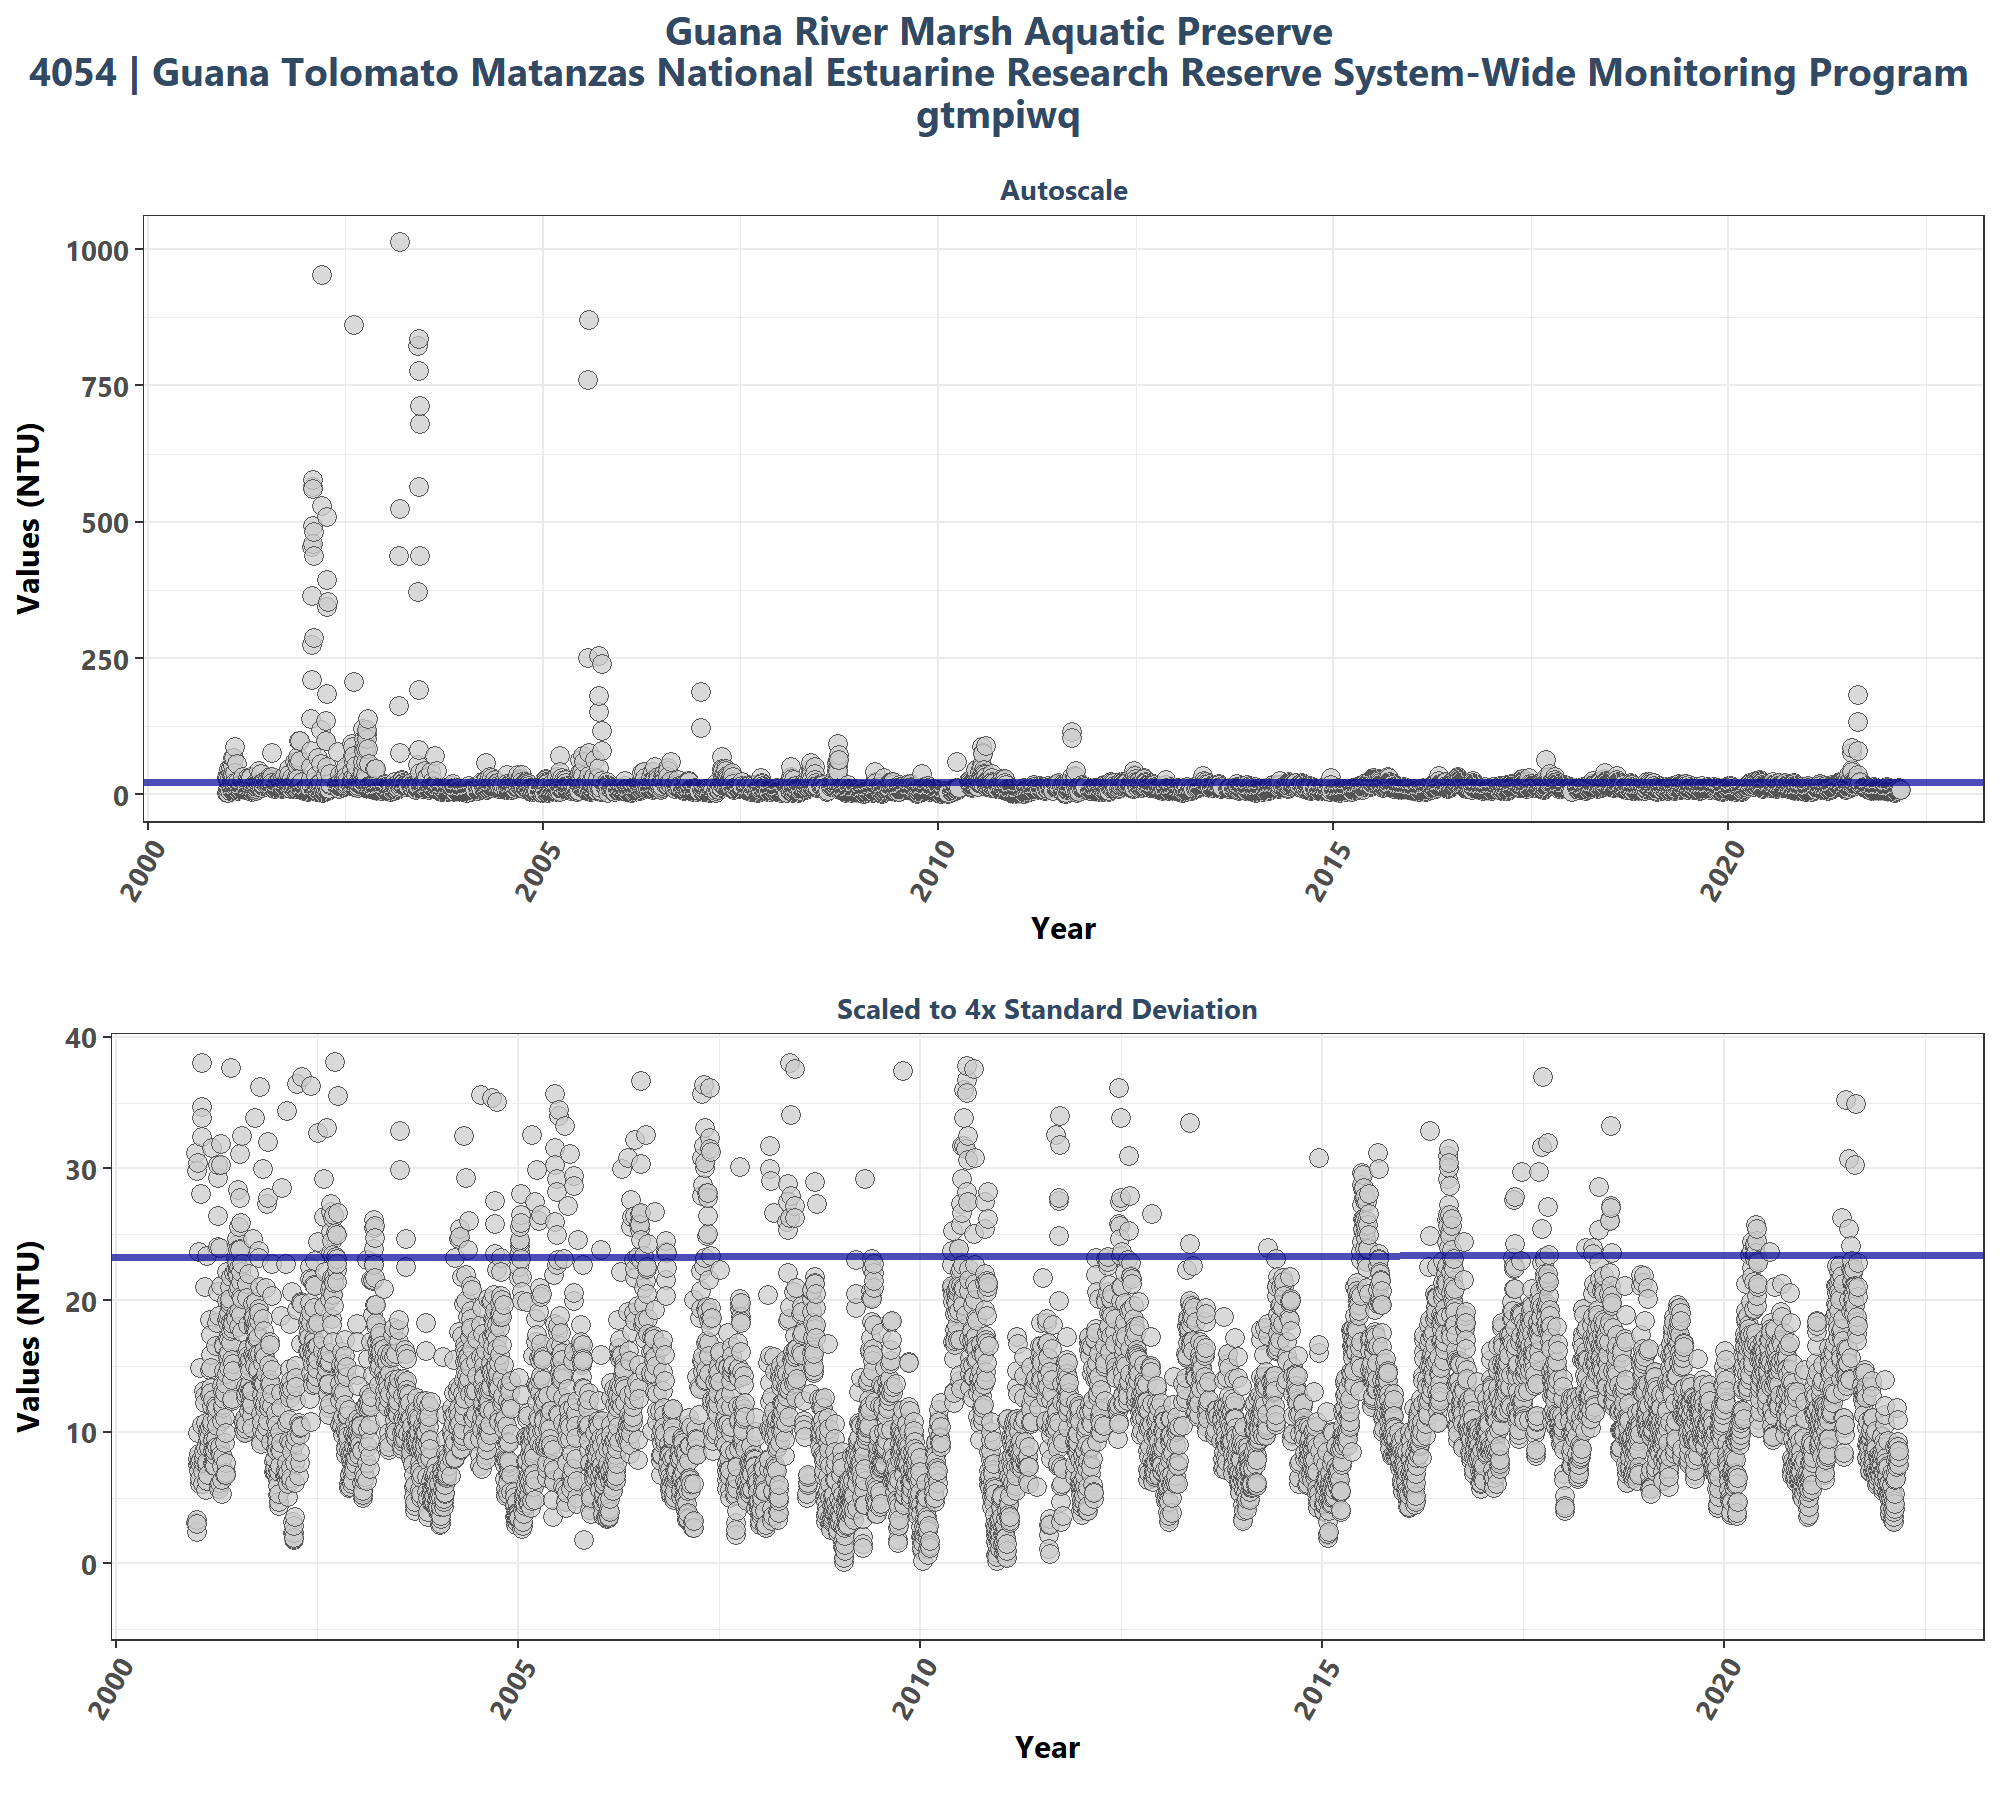 Guana River Marsh Aquatic Preserve
4054 | Guana Tolomato Matanzas National Estuarine Research Reserve System-Wide Monitoring Program
gtmpiwq
Autoscale
Values (NTU)
1000
750
500
250
0
2000
2005
2010
2015
2020
Year
Scaled to 4x Standard Deviation
Values (NTU)
40
30
20
10
0
2000
2005
2010
2015
2020
Year